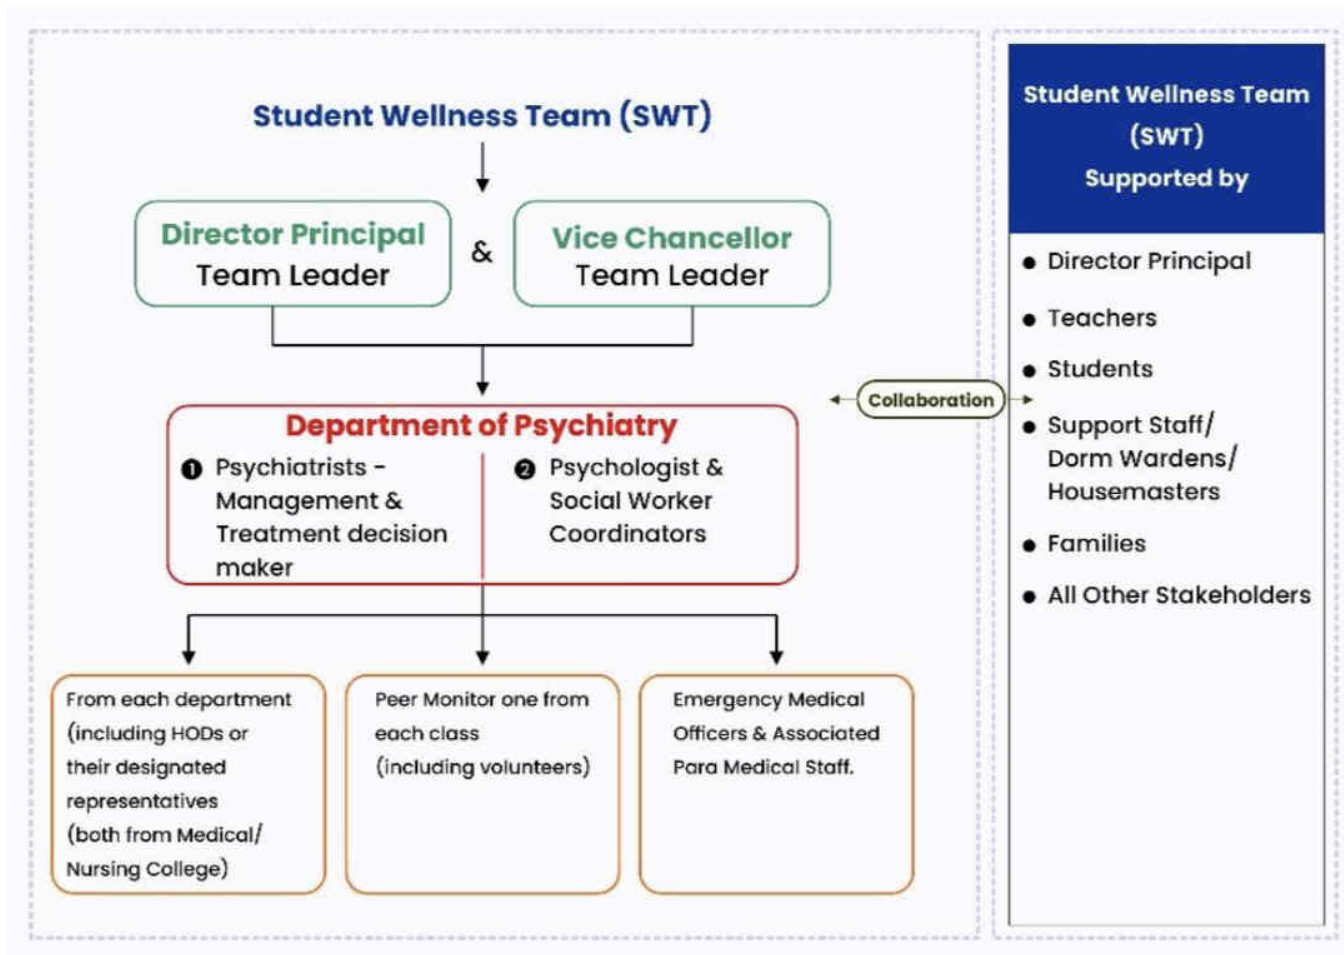 Student Wellness Team (SWT)
Director Principal
Team Leader
&
Vice Chancellor
Team Leader
Department of Psychiatry
❶ Psychiatrists -
Management &
Treatment decision
maker
❷ Psychologist &
Social Worker
Coordinators
From each department
(including HODs or
their designated
representatives
(both from Medical/
Nursing College)
Peer Monitor one from
each class
(including volunteers)
Emergency Medical
Officers & Associated
Para Medical Staff.
Collaboration
Student Wellness Team
(SWT)
Supported by
● Director Principal
● Teachers
● Students
● Support Staff/
Dorm Wardens/
Housemasters
● Families
● All Other Stakeholders